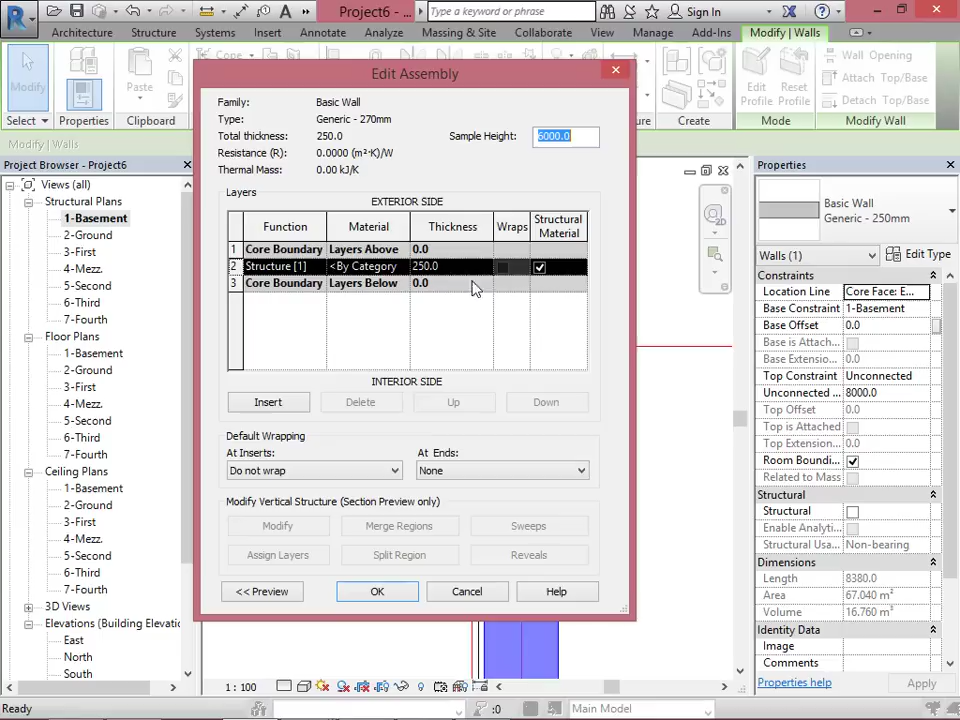 Project6 - ...
Type a keyword or phrase
Sign In
Architecture
Structure
Systems
Insert
Annotate
Analyze
Massing & Site
Collaborate
View
Manage
Add-Ins
Modify | Walls
Modify
Paste
Cope
Edit Profile
Reset Profile
Wall Opening
Attach Top/Base
Detach Top/Base
Select
Properties
Clipboard
Create
Mode
Modify Wall
Modify | Walls
Project Browser - Project6
Views (all)
Structural Plans
1-Basement
2-Ground
3-First
4-Mezz.
5-Second
6-Third
7-Fourth
Floor Plans
1-Basement
2-Ground
3-First
4-Mezz.
5-Second
6-Third
7-Fourth
Ceiling Plans
1-Basement
2-Ground
3-First
4-Mezz.
5-Second
6-Third
7-Fourth
3D Views
Elevations (Building Elevatio
East
North
South
Edit Assembly
Family: Basic Wall
Type: Generic - 270mm
Total thickness: 250.0
Sample Height: 6000.0
Resistance (R): 0.0000 (m²·K)/W
Thermal Mass: 0.00 kJ/K
Layers
EXTERIOR SIDE
Function Material Thickness Wraps Structural Material
1 Core Boundary Layers Above 0.0
2 Structure [1] <By Category 250.0
3 Core Boundary Layers Below 0.0
INTERIOR SIDE
Insert Delete Up Down
Default Wrapping
At Inserts: At Ends:
Do not wrap None
Modify Vertical Structure (Section Preview only)
Modify Merge Regions Sweeps
Assign Layers Split Region Reveals
<< Preview OK Cancel Help
Properties
Basic Wall
Generic - 250mm
Walls (1) Edit Type
Constraints
Location Line Core Face: E...
Base Constraint 1-Basement
Base Offset 0.0
Base is Attach...
Base Extensio...
Top Constraint Unconnected
Unconnected ... 8000.0
Top Offset 0.0
Top is Attached
Top Extensio... 0.0
Room Boundi...
Related to Mass
Structural
Structural
Enable Analyti...
Structural Usa... Non-bearing
Dimensions
Length 8380.0
Area 67.040 m²
Volume 16.760 m³
Identity Data
Image
Comments
Properties help Apply
1 : 100
Ready
:0
Main Model